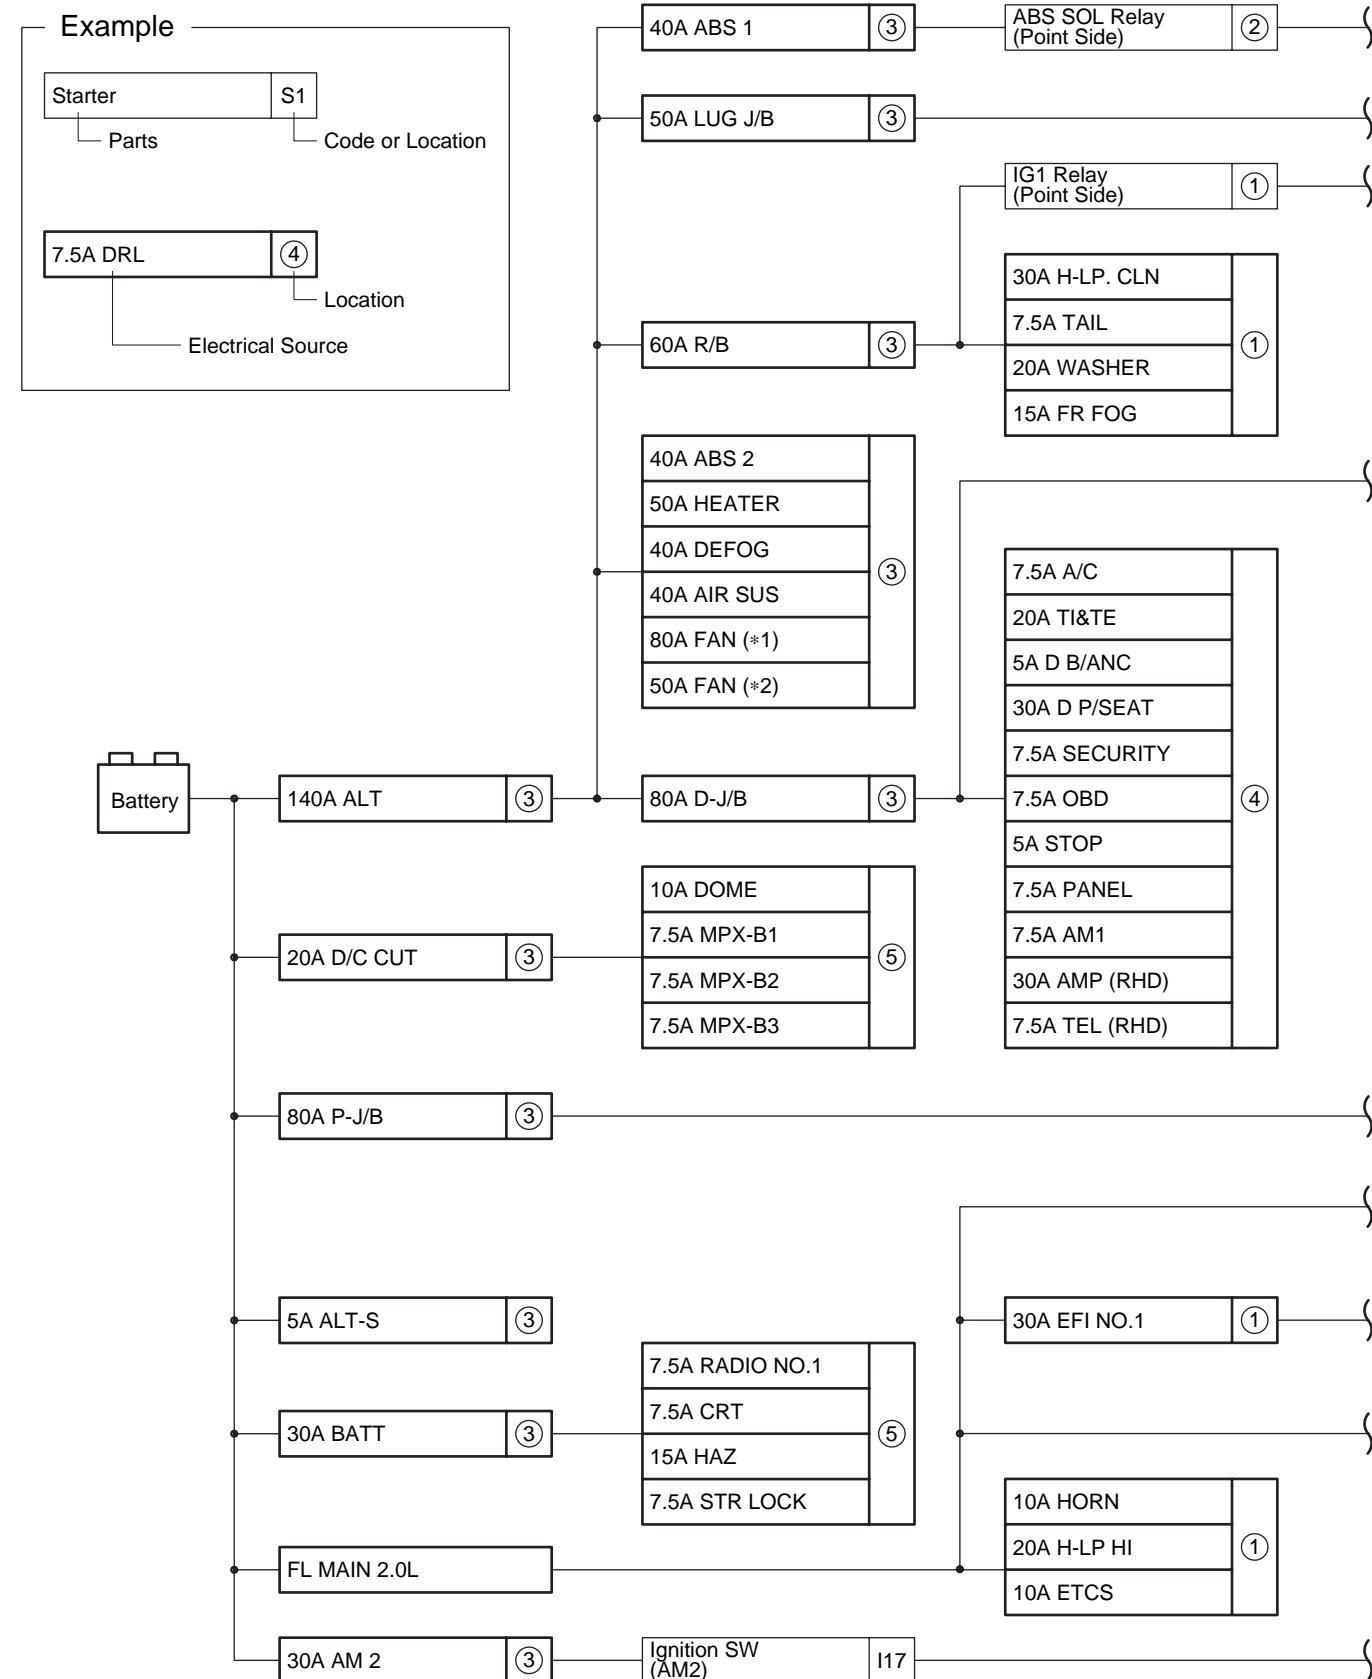 Example
Starter
S1
Parts
Code or Location
7.5A DRL
④
Location
Electrical Source
40A ABS 1
③
ABS SOL Relay
(Point Side)
②
50A LUG J/B
③
IG1 Relay
(Point Side)
①
60A R/B
③
30A H-LP. CLN
7.5A TAIL
20A WASHER
15A FR FOG
①
40A ABS 2
50A HEATER
40A DEFOG
40A AIR SUS
80A FAN (∗1)
50A FAN (∗2)
③
Battery
140A ALT
③
80A D-J/B
③
7.5A A/C
20A TI&TE
5A D B/ANC
30A D P/SEAT
7.5A SECURITY
7.5A OBD
5A STOP
7.5A PANEL
7.5A AM1
30A AMP (RHD)
7.5A TEL (RHD)
④
20A D/C CUT
③
10A DOME
7.5A MPX-B1
7.5A MPX-B2
7.5A MPX-B3
⑤
80A P-J/B
③
5A ALT-S
③
30A EFI NO.1
①
30A BATT
③
7.5A RADIO NO.1
7.5A CRT
15A HAZ
7.5A STR LOCK
⑤
FL MAIN 2.0L
10A HORN
20A H-LP HI
10A ETCS
①
30A AM 2
③
Ignition SW
(AM2)
I17